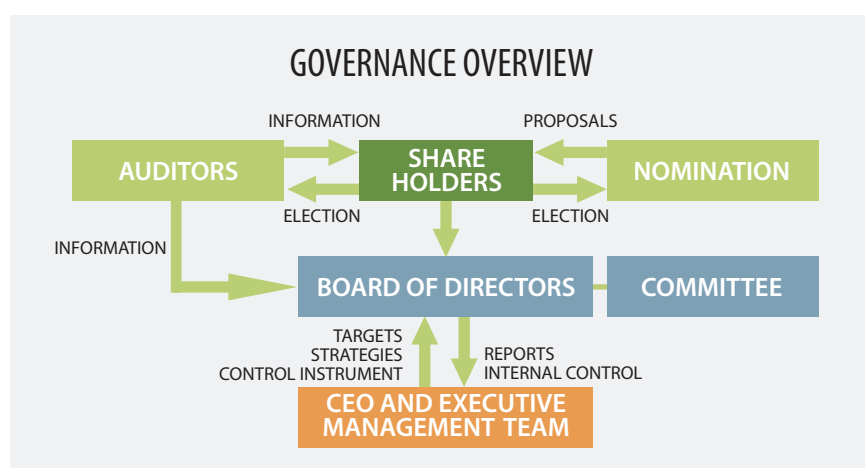 GOVERNANCE OVERVIEW
INFORMATION
PROPOSALS
AUDITORS
SHARE
HOLDERS
NOMINATION
ELECTION
ELECTION
INFORMATION
BOARD OF DIRECTORS
COMMITTEE
TARGETS
STRATEGIES
CONTROL INSTRUMENT
REPORTS
INTERNAL CONTROL
CEO AND EXECUTIVE
MANAGEMENT TEAM